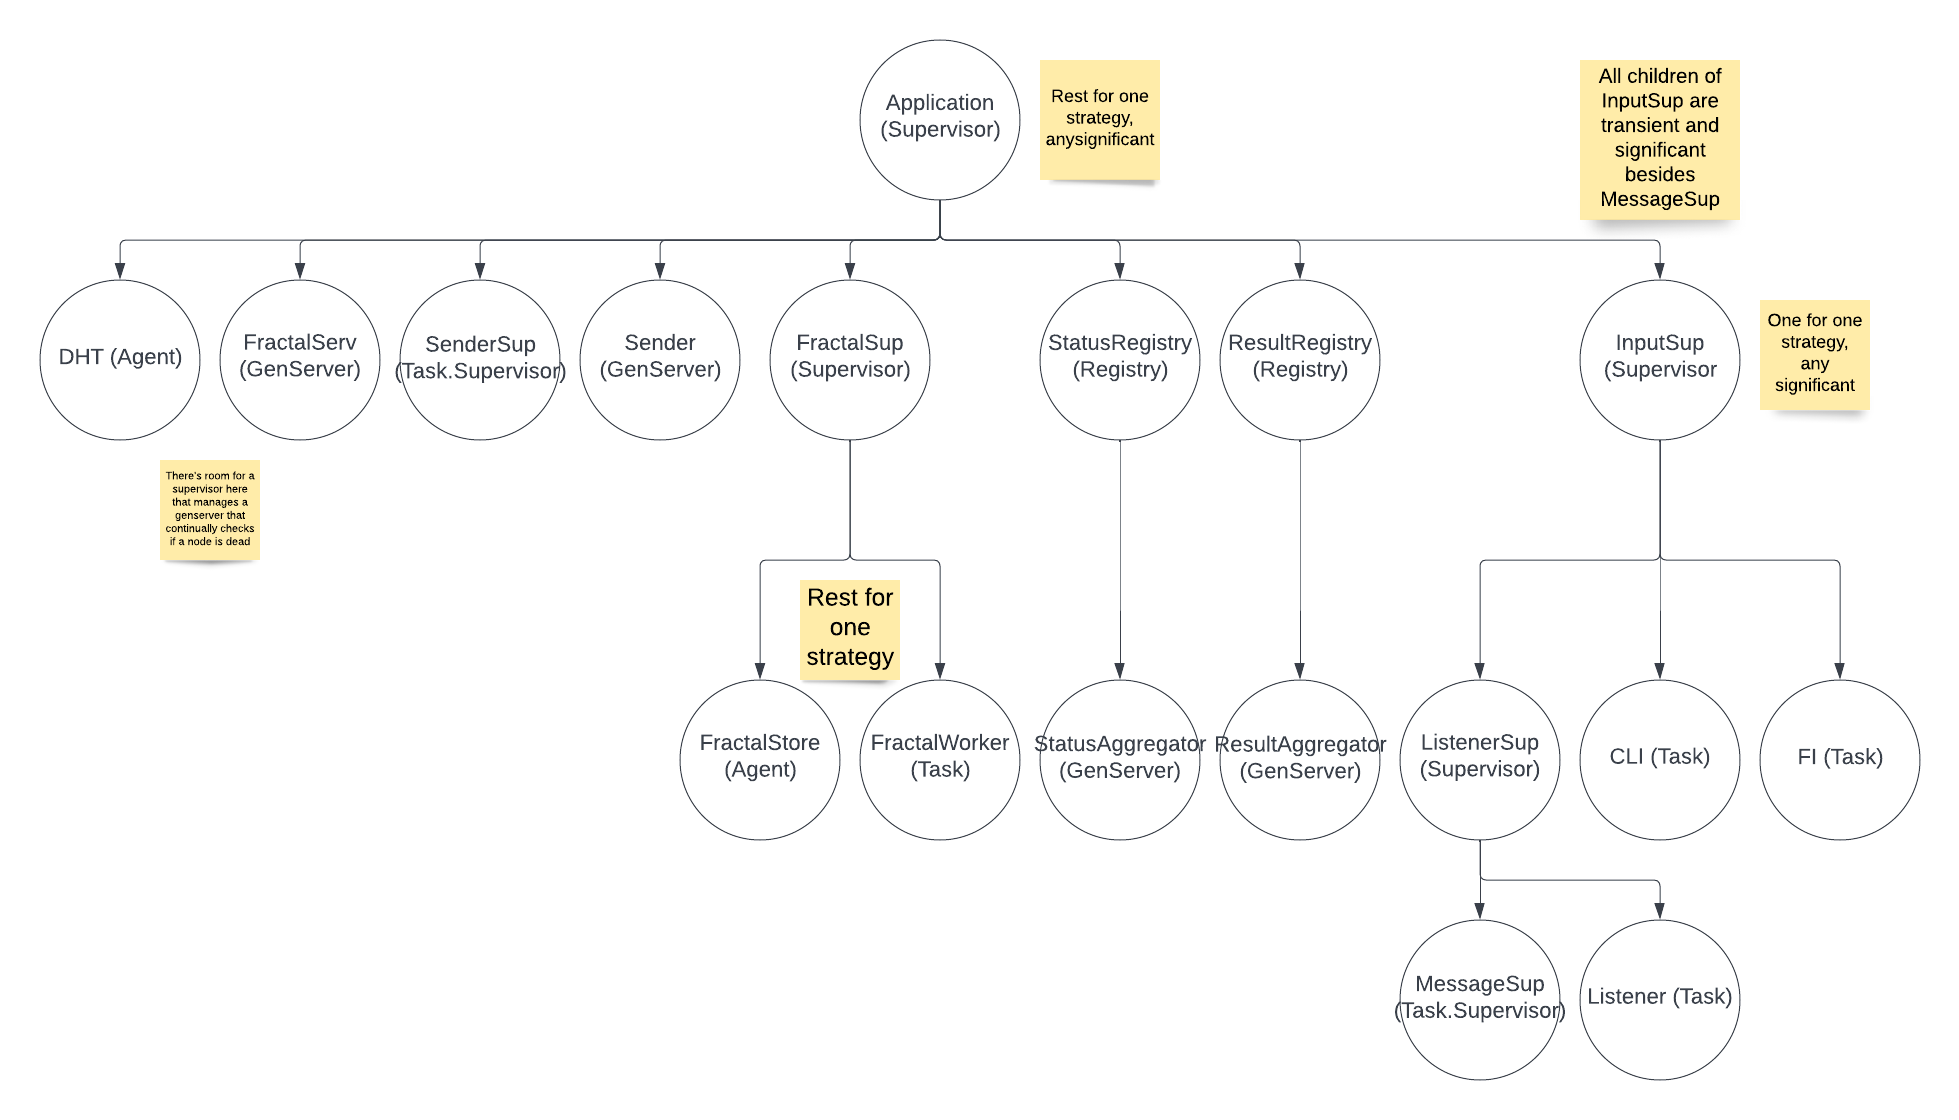 Application
(Supervisor)
Rest for one
strategy,
anysignificant
All children of
InputSup are
transient and
significant
besides
MessageSup
DHT (Agent)
FractalServ
(GenServer)
SenderSup
(Task.Supervisor)
Sender
(GenServer)
FractalSup
(Supervisor)
StatusRegistry
(Registry)
ResultRegistry
(Registry)
InputSup
(Supervisor
One for one
strategy,
any
significant
There's room for a
supervisor here
that manages a
genserver that
continually checks
if a node is dead
Rest for
one
strategy
FractalStore
(Agent)
FractalWorker
(Task)
StatusAggregator
(GenServer)
ResultAggregator
(GenServer)
ListenerSup
(Supervisor)
CLI (Task)
FI (Task)
MessageSup
(Task.Supervisor)
Listener (Task)